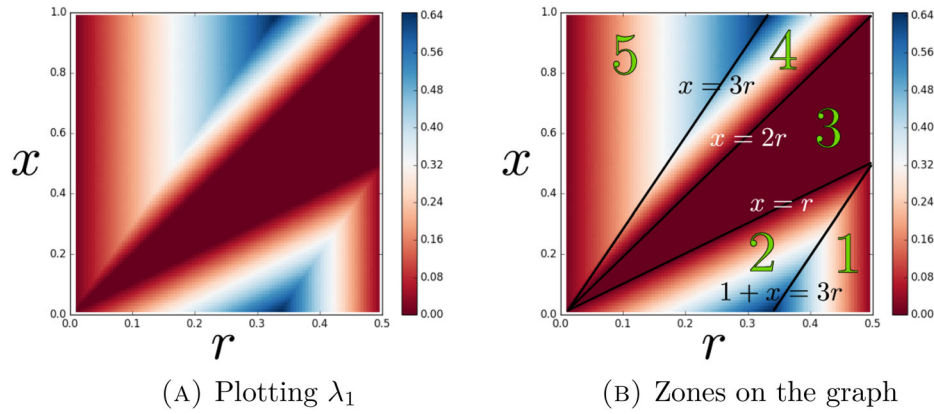 1.0
0.8
0.6
0.4
0.2
0.0
x
0.0 0.1 0.2 0.3 0.4 0.5
r
0.64
0.56
0.48
0.40
0.32
0.24
0.16
0.08
0.00
(A) Plotting λ₁
1.0
0.8
0.6
0.4
0.2
0.0
x
0.0 0.1 0.2 0.3 0.4 0.5
r
5
4
x = 3r
3
x = 2r
x = r
2
1
1 + x = 3r
0.64
0.56
0.48
0.40
0.32
0.24
0.16
0.08
0.00
(B) Zones on the graph